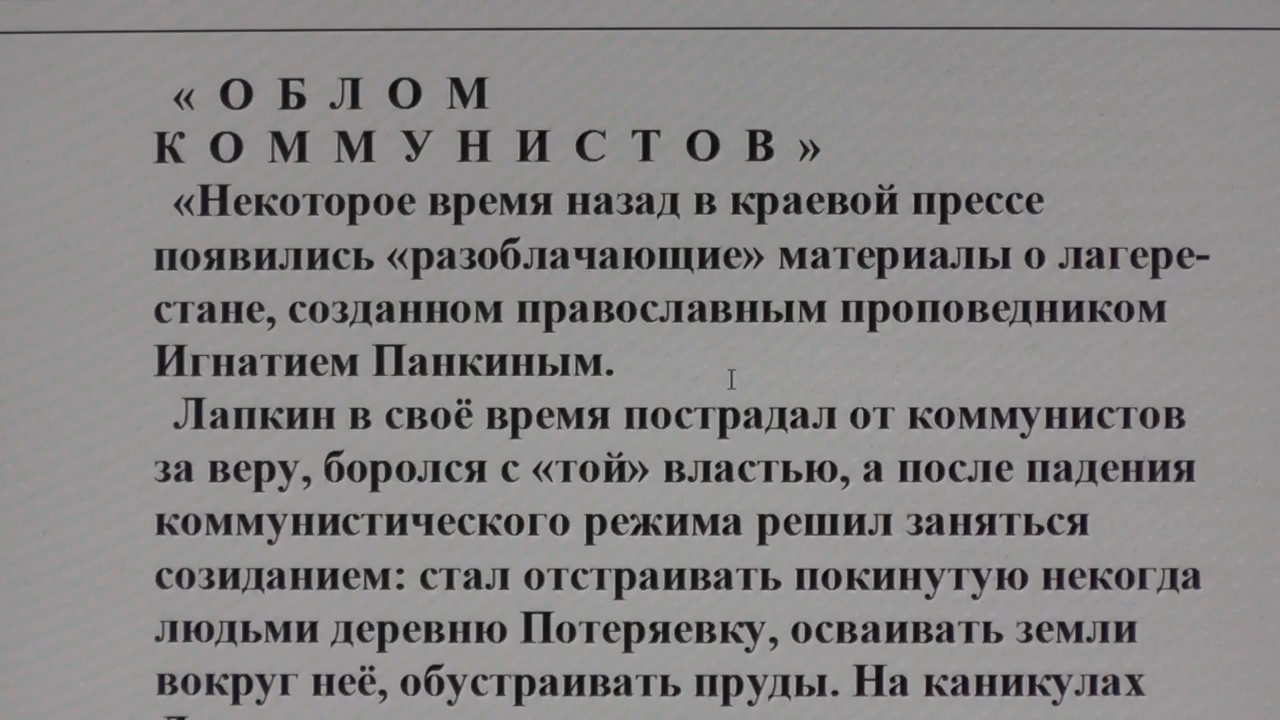 « О Б Л О М
К О М М У Н И С Т О В »
«Некоторое время назад в краевой прессе
появились «разоблачающие» материалы о лагере-
стане, созданном православным проповедником
Игнатием Панкиным.
Лапкин в своё время пострадал от коммунистов
за веру, боролся с «той» властью, а после падения
коммунистического режима решил заняться
созиданием: стал отстраивать покинутую некогда
людьми деревню Потеряевку, осваивать земли
вокруг неё, обустраивать пруды. На каникулах